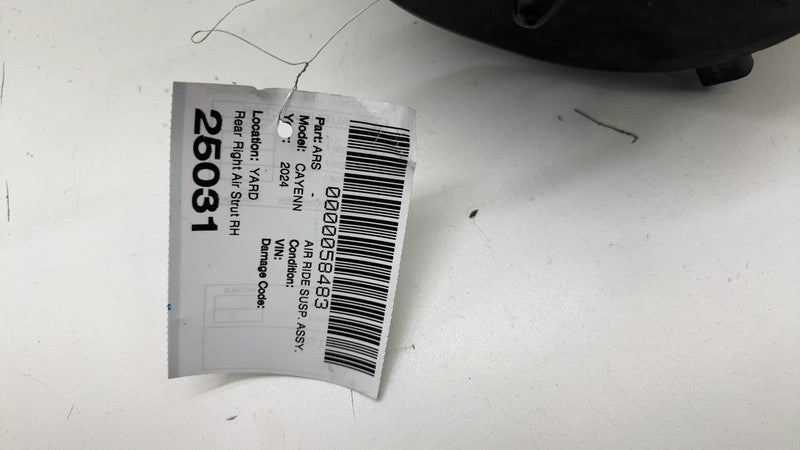 0000058483
Part: ARS - AIR RIDE SUSP. ASSY.
Model: CAYENN Condition:
2024 VIN:
Location: YARD Damage Code:
Rear Right Air Strut RH
25031